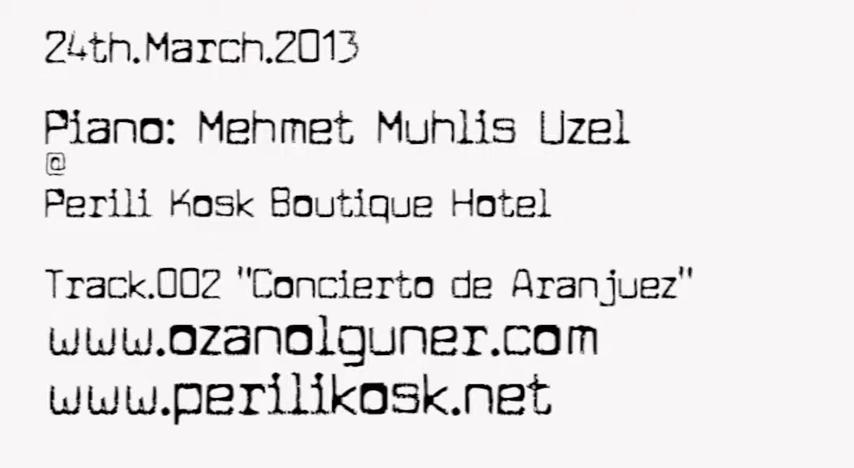 24th.March.2013
Piano: Mehmet Muhlis Uzel
@
Perili Kosk Boutique Hotel
Track.002 "Concierto de Aranjuez"
www.ozanolguner.com
www.perilikosk.net